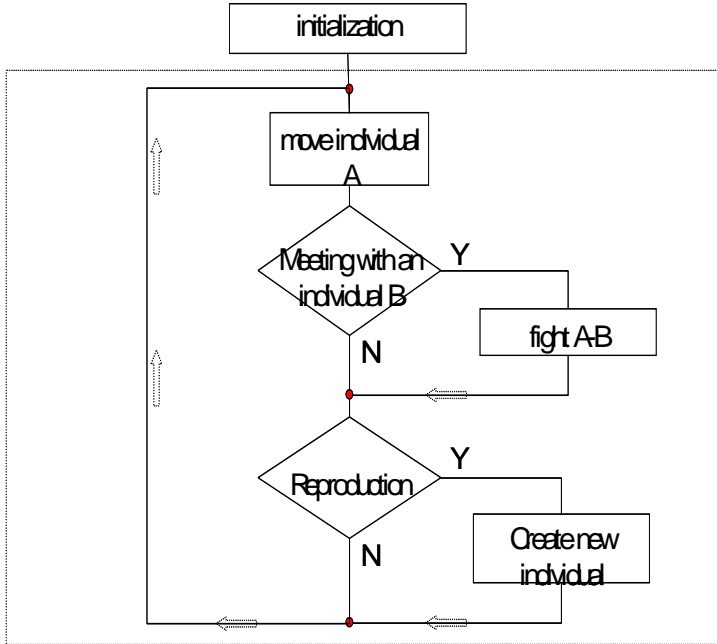 initialization
move individual
A
Meeting with an
individual B
Y
fight A-B
N
Reproduction
Y
Create new
individual
N